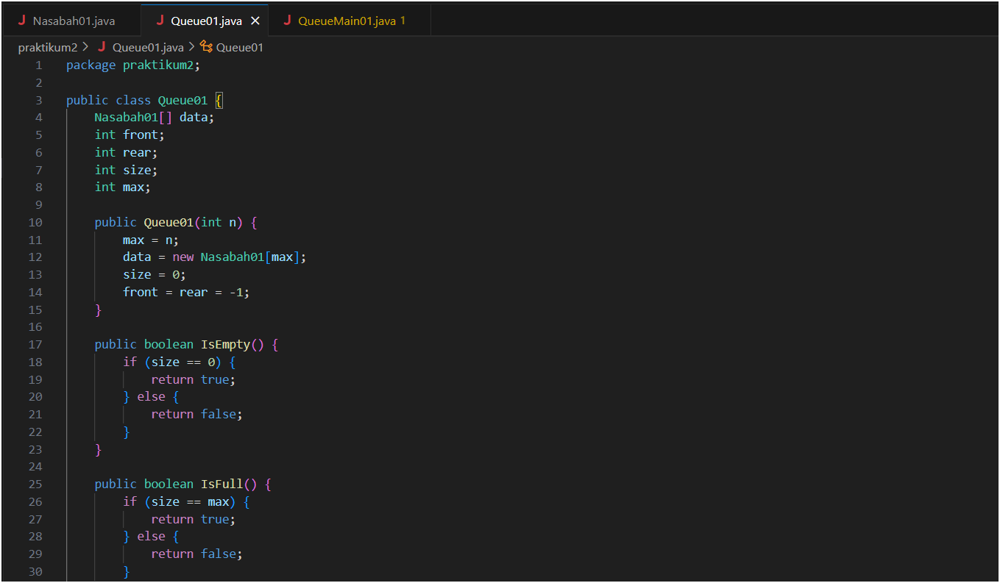 J Nasabah01.java J Queue01.java × J QueueMain01.java 1
praktikum2 > J Queue01.java > Queue01
1 package praktikum2;
2
3 public class Queue01 {
4     Nasabah01[] data;
5     int front;
6     int rear;
7     int size;
8     int max;
9
10     public Queue01(int n) {
11         max = n;
12         data = new Nasabah01[max];
13         size = 0;
14         front = rear = -1;
15     }
16
17     public boolean IsEmpty() {
18         if (size == 0) {
19             return true;
20         } else {
21             return false;
22         }
23     }
24
25     public boolean IsFull() {
26         if (size == max) {
27             return true;
28         } else {
29             return false;
30         }